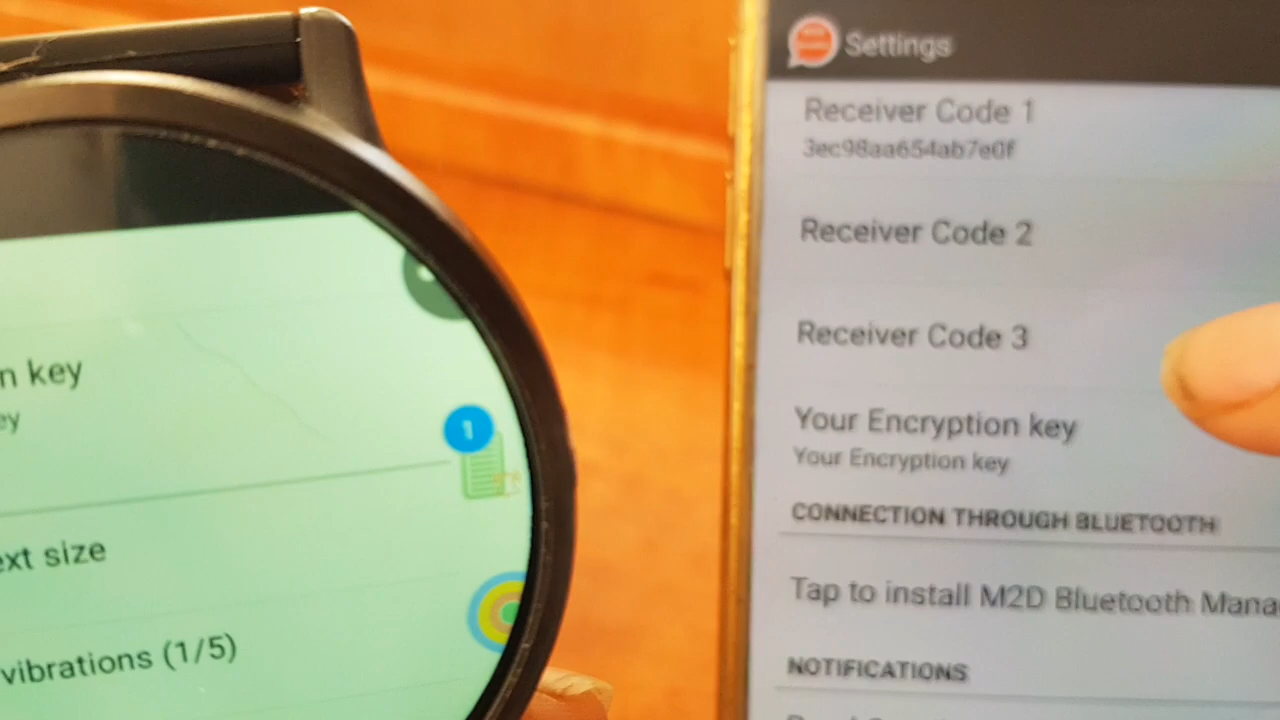 n key
ey
1
ext size
vibrations (1/5)
Settings
Receiver Code 1
3ec98aa654ab7e0f
Receiver Code 2
Receiver Code 3
Your Encryption key
Your Encryption key
CONNECTION THROUGH BLUETOOTH
Tap to install M2D Bluetooth Mana
NOTIFICATIONS